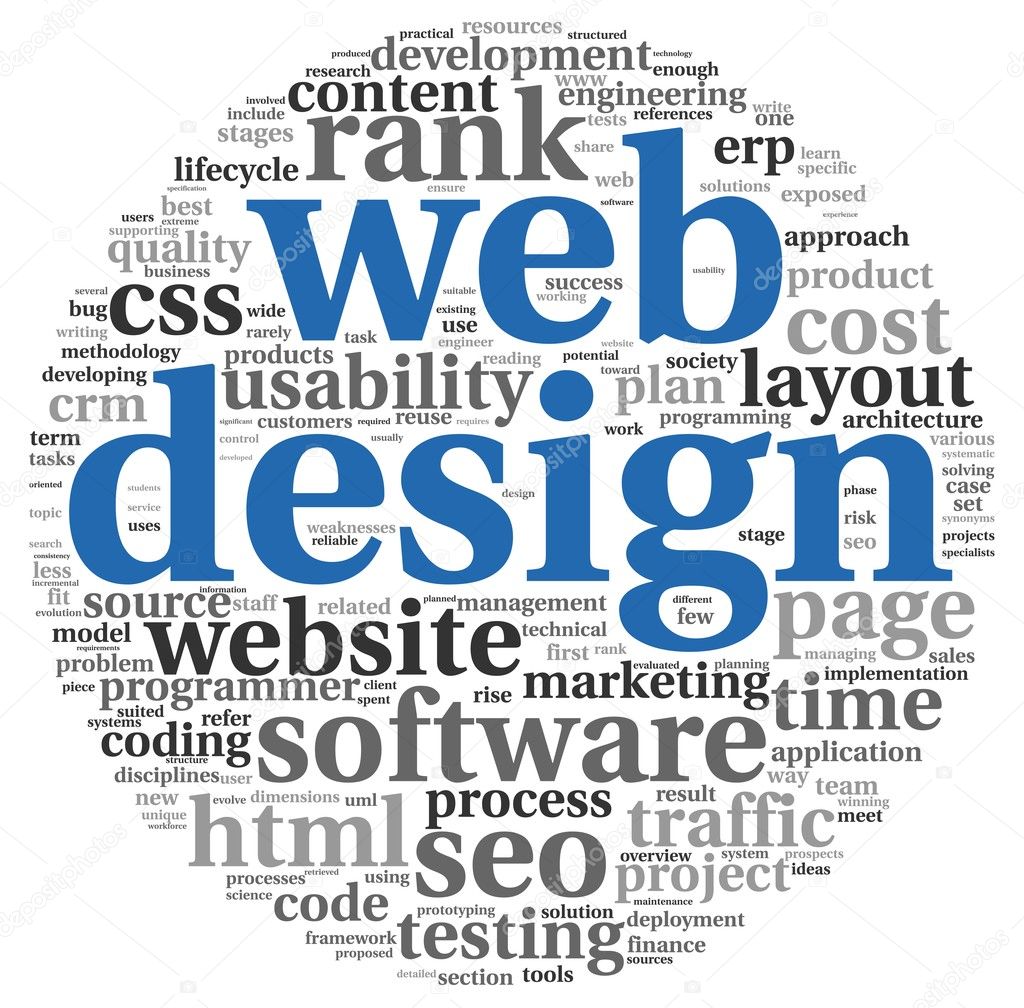 resources
practical structured
produced development technology
research www enough
content engineering
involved include rank tests references write one
stages share erp learn
lifecycle specific
specification ensure web solutions exposed
best software experience
users extreme web
supporting approach
quality usability
business success product
several css suitable working
bug wide existing cost
writing rarely task use engineer website
methodology products reading potential society
developing usability toward plan layout
crm customers required reuse requires programming architecture
significant work
term control usually various
tasks developed systematic
design
oriented students design phase solving case
topic service set
uses weaknesses risk synonyms
search reliable stage seo projects
consistency specialists
less
incremental information
fit source staff related planned management different page
evolution few
model website technical
requirements first rank managing sales
problem evaluated planning
piece programmer client marketing implementation
spent rise time
suited refer software
systems
coding application
structure
disciplines user way team
new evolve dimensions uml process result winning
unique html traffic meet
workforce seo
overview system prospects
processes retrieved using project ideas
science
code maintenance
prototyping solution deployment
framework testing finance
proposed sources
detailed section tools
depositphotos